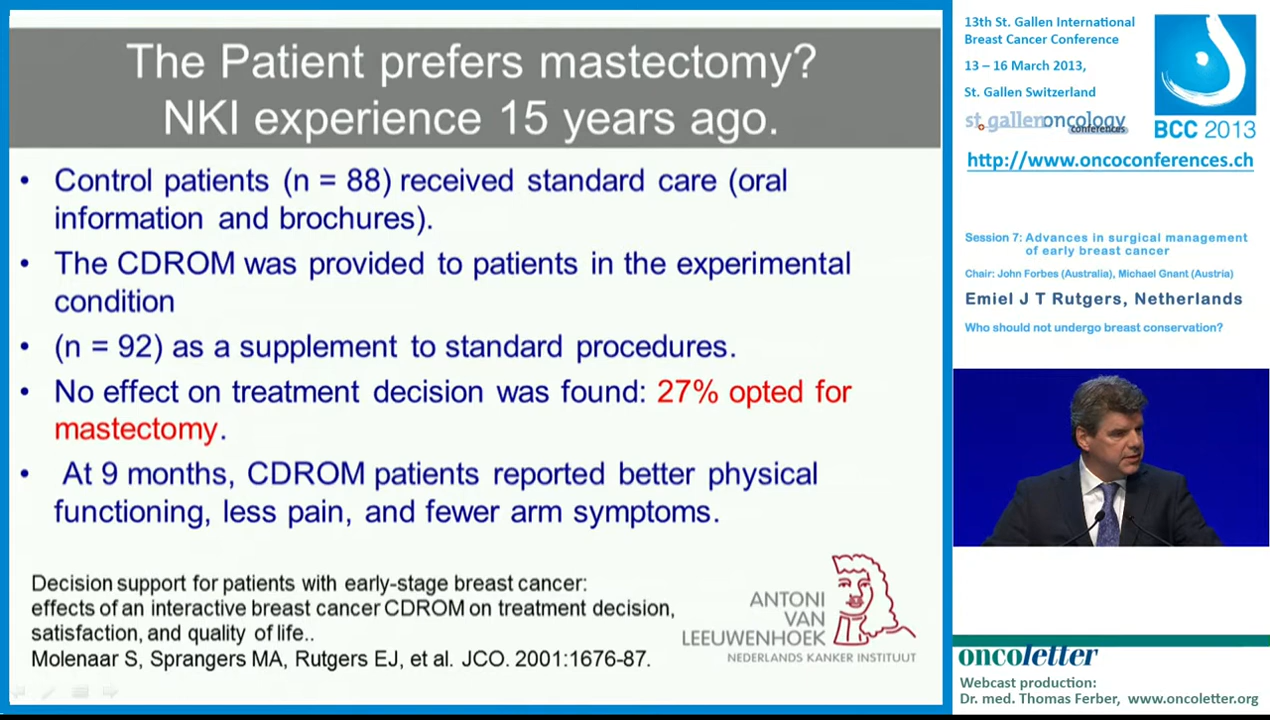 The Patient prefers mastectomy?
NKI experience 15 years ago.
• Control patients (n = 88) received standard care (oral
information and brochures).
• The CDROM was provided to patients in the experimental
condition
• (n = 92) as a supplement to standard procedures.
• No effect on treatment decision was found: 27% opted for
mastectomy.
• At 9 months, CDROM patients reported better physical
functioning, less pain, and fewer arm symptoms.
Decision support for patients with early-stage breast cancer:
effects of an interactive breast cancer CDROM on treatment decision,
satisfaction, and quality of life..
Molenaar S, Sprangers MA, Rutgers EJ, et al. JCO. 2001:1676-87.
ANTONI
VAN
LEEUWENHOEK
NEDERLANDS KANKER INSTITUUT
13th St. Gallen International
Breast Cancer Conference
13 – 16 March 2013,
St. Gallen Switzerland
st.gallenoncology
conferences
BCC 2013
http://www.oncoconferences.ch
Session 7: Advances in surgical management
of early breast cancer
Chair: John Forbes (Australia), Michael Gnant (Austria)
Emiel J T Rutgers, Netherlands
Who should not undergo breast conservation?
oncoletter
Webcast production:
Dr. med. Thomas Ferber, www.oncoletter.org